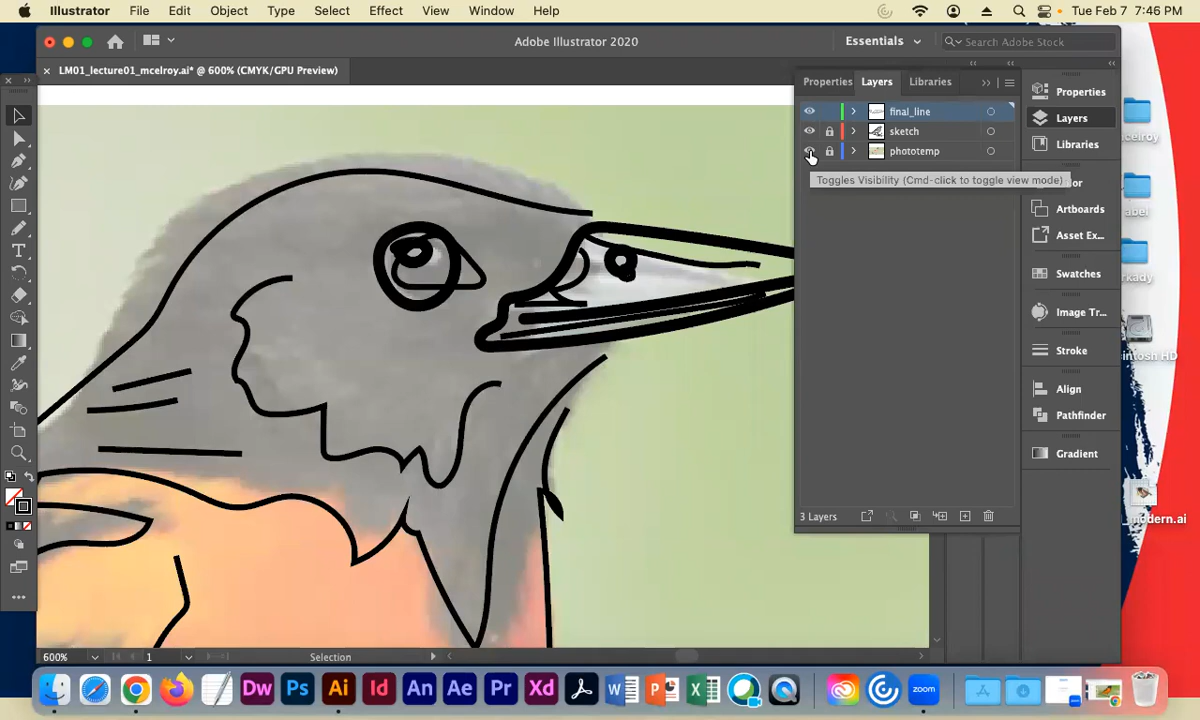 Illustrator File Edit Object Type Select Effect View Window Help Tue Feb 7 7:46 PM
Adobe Illustrator 2020 Essentials Search Adobe Stock
× LM01_lecture01_mcelroy.ai* @ 600% (CMYK/GPU Preview)
Properties Layers Libraries
final_line
sketch
phototemp
Toggles Visibility (Cmd-click to toggle view mode)
3 Layers
Properties
Layers
Libraries
Artboards
Asset Ex...
Swatches
Image Tr...
Stroke
Align
Pathfinder
Gradient
_modern.ai
600% 1 Selection
Dw Ps Ai Id An Ae Pr Xd W P X zoom